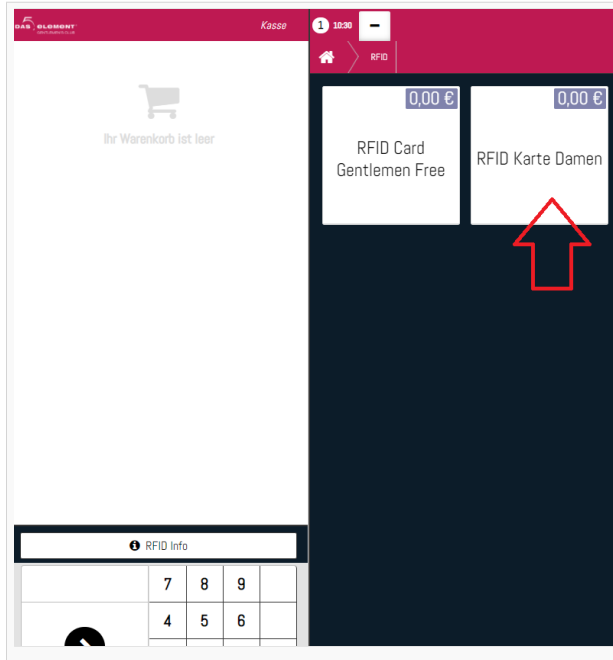 DAS 5 ELEMENT
Kasse
1 10:30
RFID
Ihr Warenkorb ist leer
0,00 €
RFID Card
Gentlemen Free
0,00 €
RFID Karte Damen
RFID Info
7 8 9
4 5 6